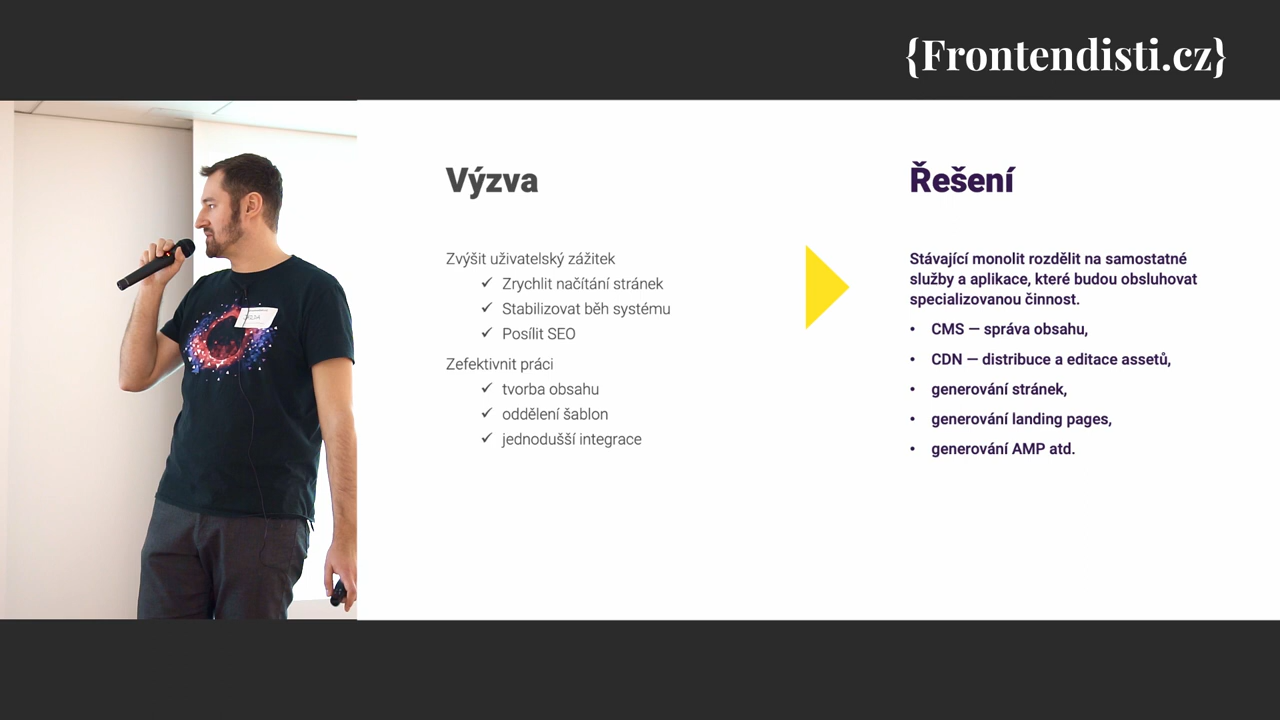 {Frontendisti.cz}
Výzva
Zvýšit uživatelský zážitek
✓ Zrychlit načítání stránek
✓ Stabilizovat běh systému
✓ Posílit SEO
Zefektivnit práci
✓ tvorba obsahu
✓ oddělení šablon
✓ jednodušší integrace
Řešení
Stávající monolit rozdělit na samostatné
služby a aplikace, které budou obsluhovat
specializovanou činnost.
• CMS — správa obsahu,
• CDN — distribuce a editace assetů,
• generování stránek,
• generování landing pages,
• generování AMP atd.